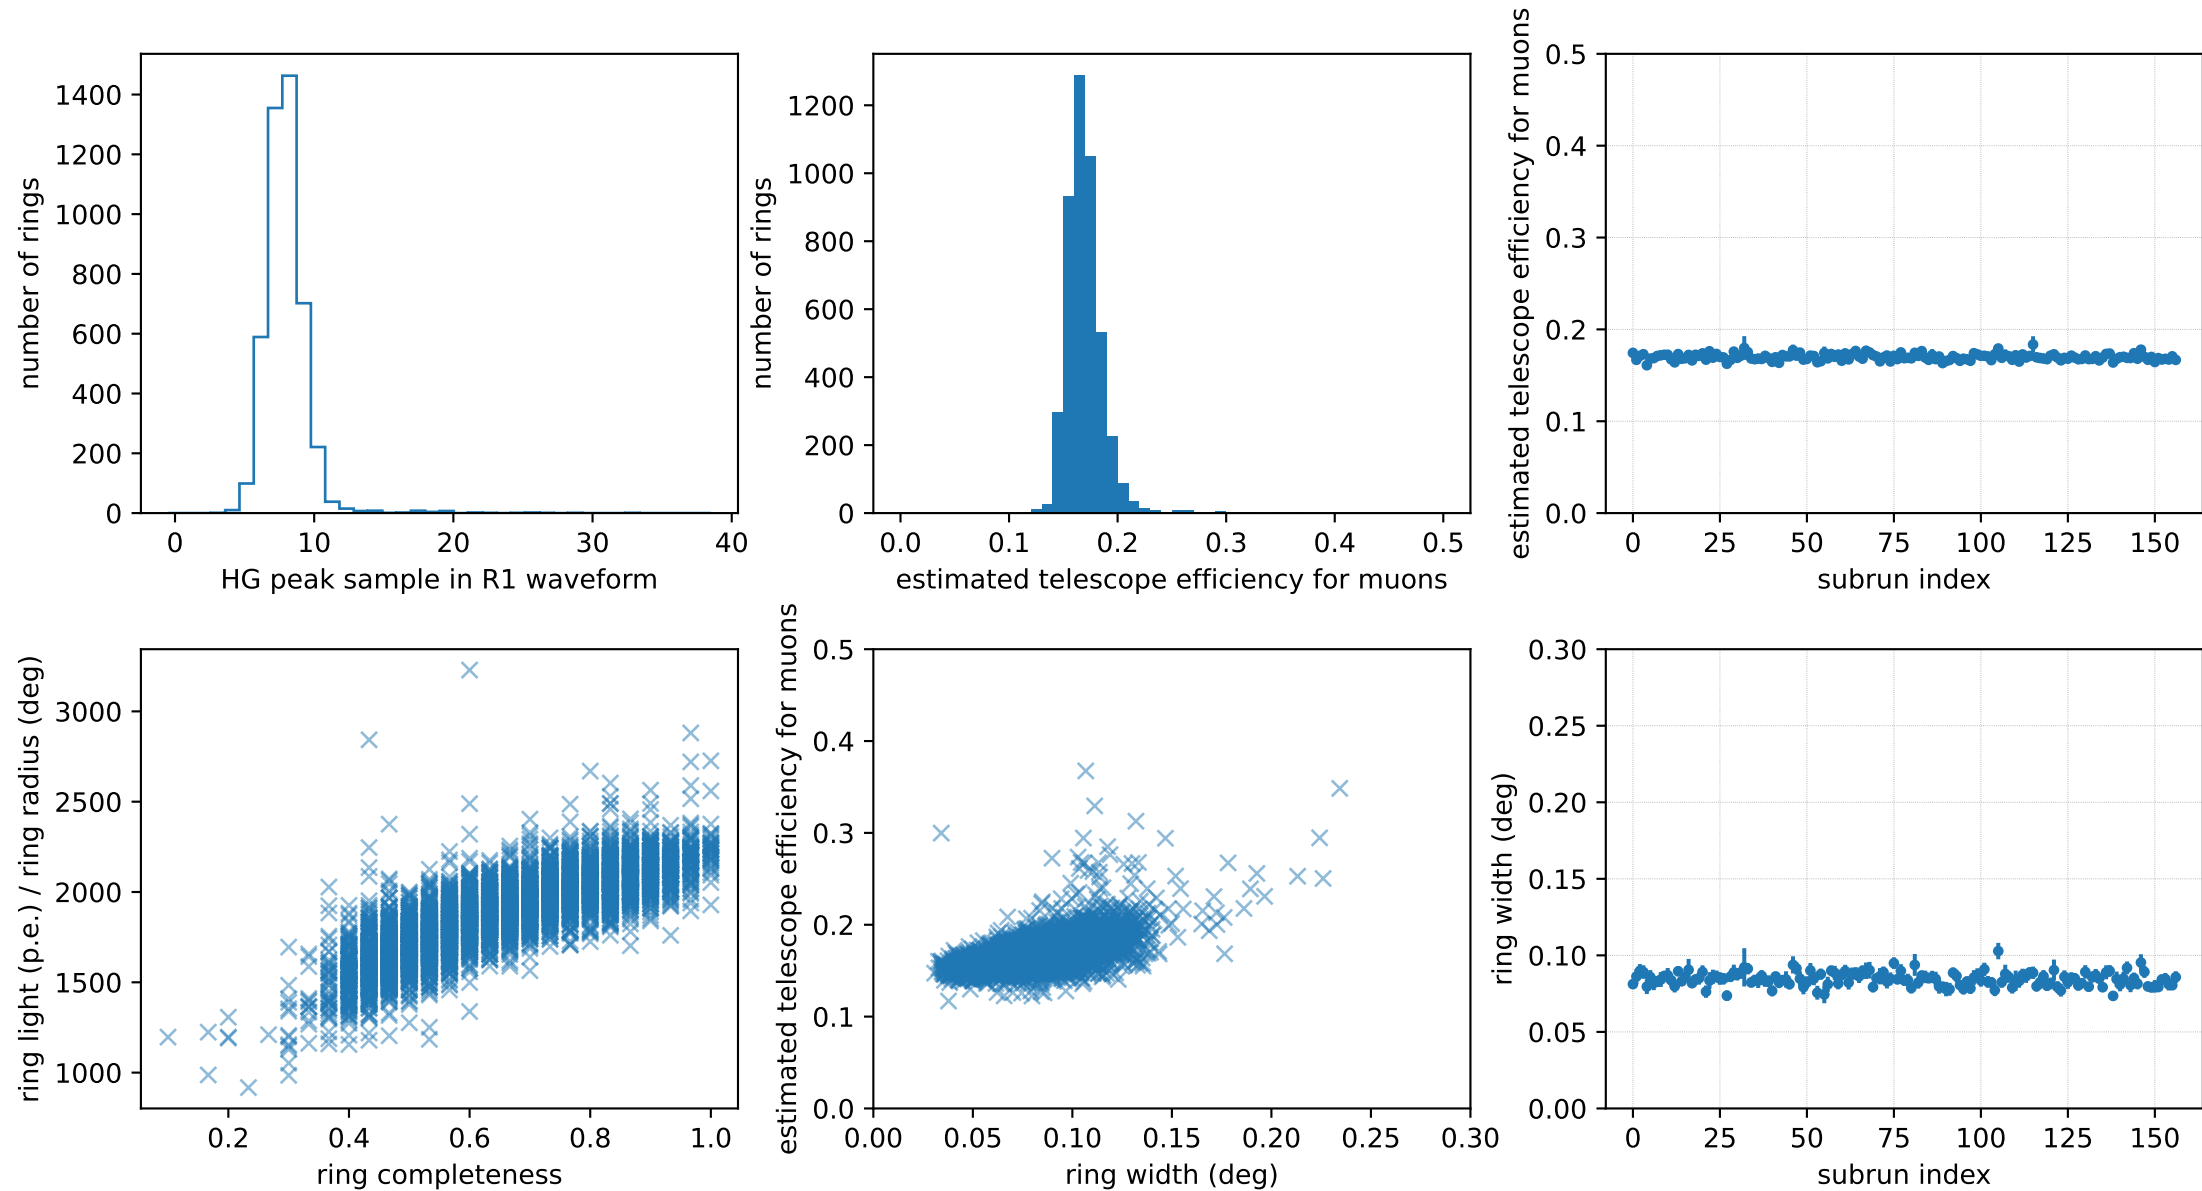 number of rings
1400
1200
1000
800
600
400
200
0
0 10 20 30 40
HG peak sample in R1 waveform
number of rings
1200
1000
800
600
400
200
0
0.0 0.1 0.2 0.3 0.4 0.5
estimated telescope efficiency for muons
estimated telescope efficiency for muons
0.5
0.4
0.3
0.2
0.1
0.0
0 25 50 75 100 125 150
subrun index
ring light (p.e.) / ring radius (deg)
3000
2500
2000
1500
1000
0.2 0.4 0.6 0.8 1.0
ring completeness
estimated telescope efficiency for muons
0.5
0.4
0.3
0.2
0.1
0.0
0.00 0.05 0.10 0.15 0.20 0.25 0.30
ring width (deg)
ring width (deg)
0.30
0.25
0.20
0.15
0.10
0.05
0.00
0 25 50 75 100 125 150
subrun index